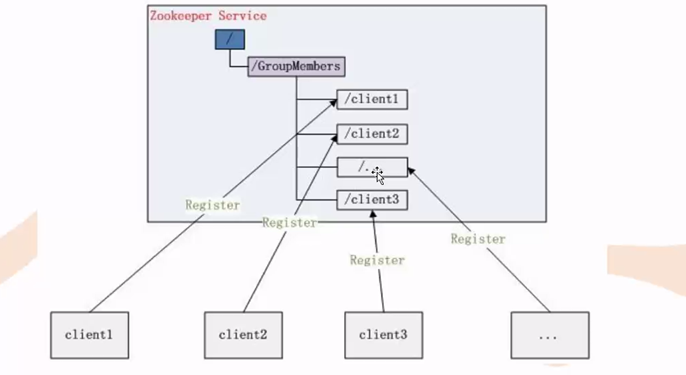 Zookeeper Service
/
/GroupMembers
/client1
/client2
/..
/client3
Register
Register
Register
Register
client1
client2
client3
...